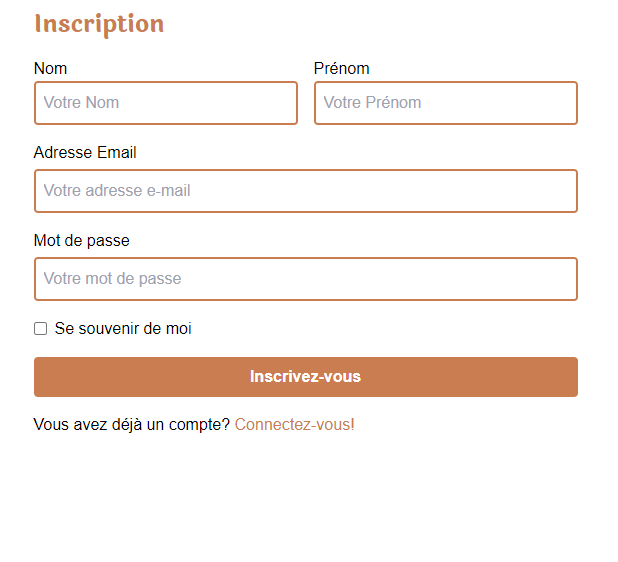 Inscription
Nom
Prénom
Votre Nom
Votre Prénom
Adresse Email
Votre adresse e-mail
Mot de passe
Votre mot de passe
Se souvenir de moi
Inscrivez-vous
Vous avez déjà un compte? Connectez-vous!